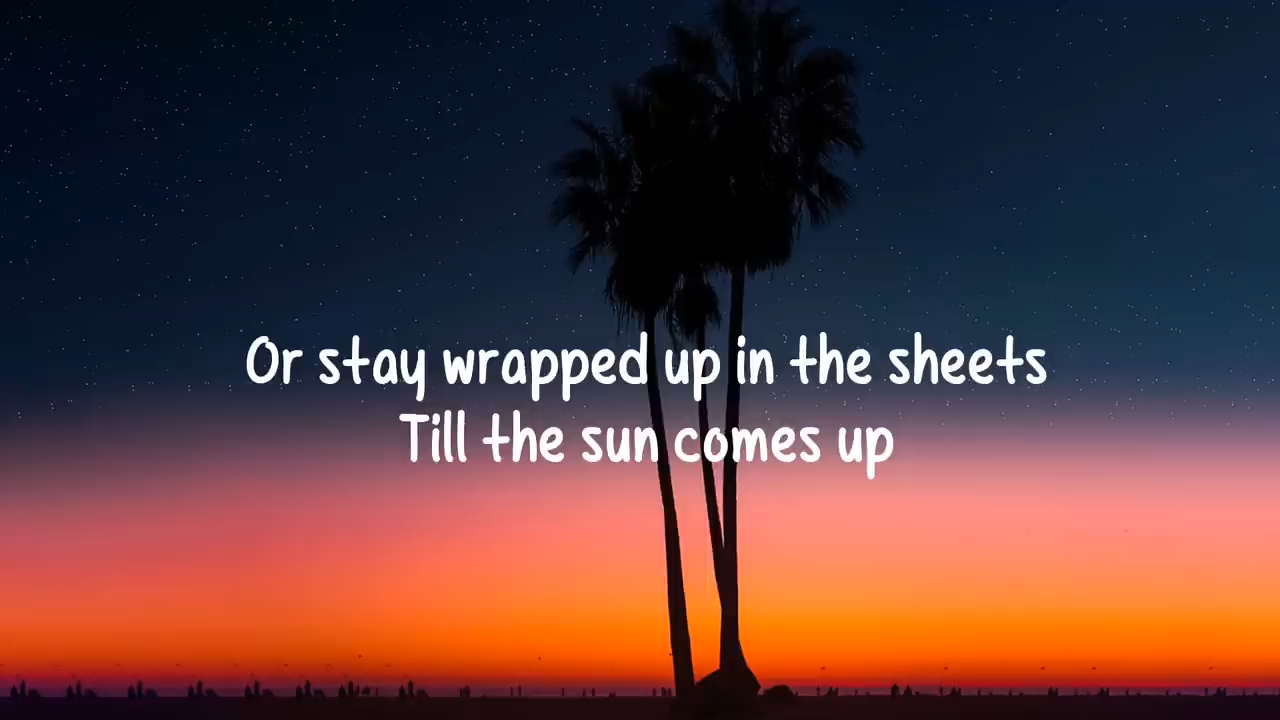 Or stay wrapped up in the sheets
Till the sun comes up